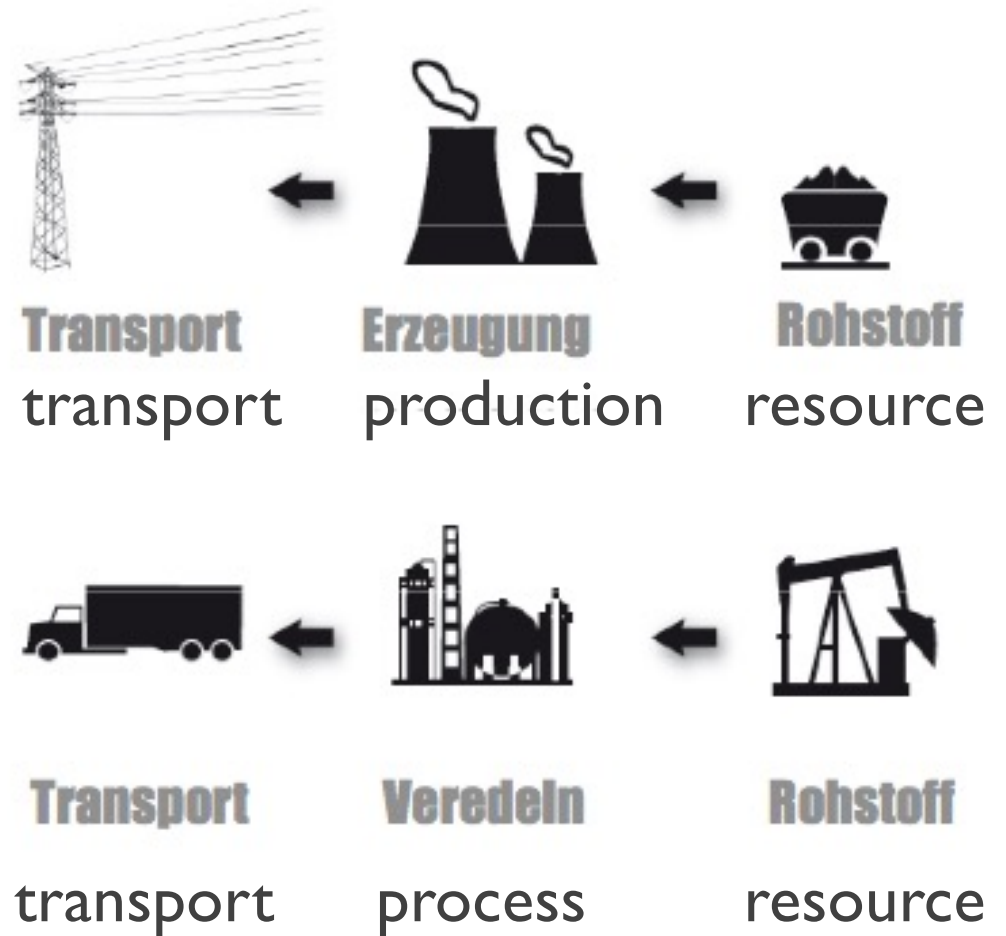 Transport Erzeugung Rohstoff
transport production resource
Transport Veredeln Rohstoff
transport process resource